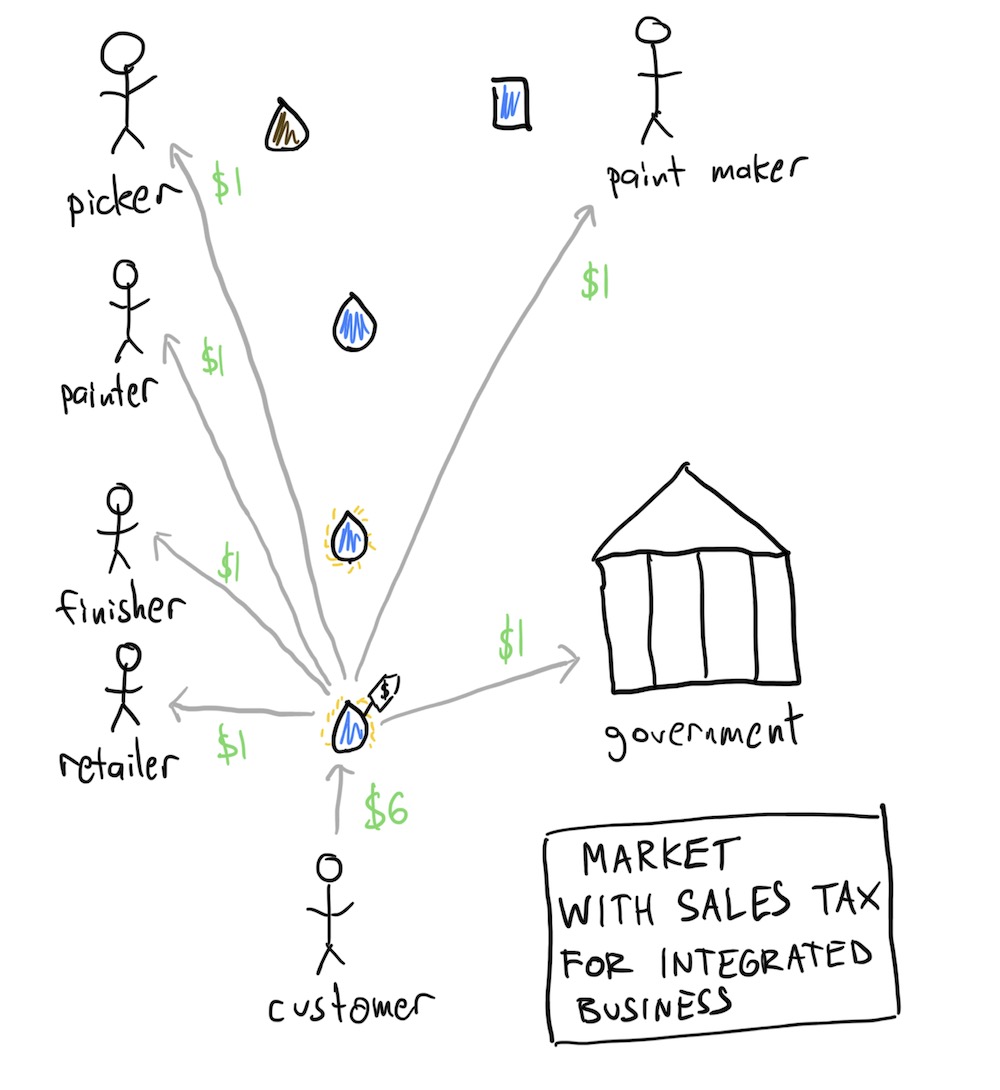 picker
$1
paint maker
$1
painter
$1
finisher
$1
government
$1
retailer
$1
$
$6
customer
MARKET
WITH SALES TAX
FOR INTEGRATED
BUSINESS